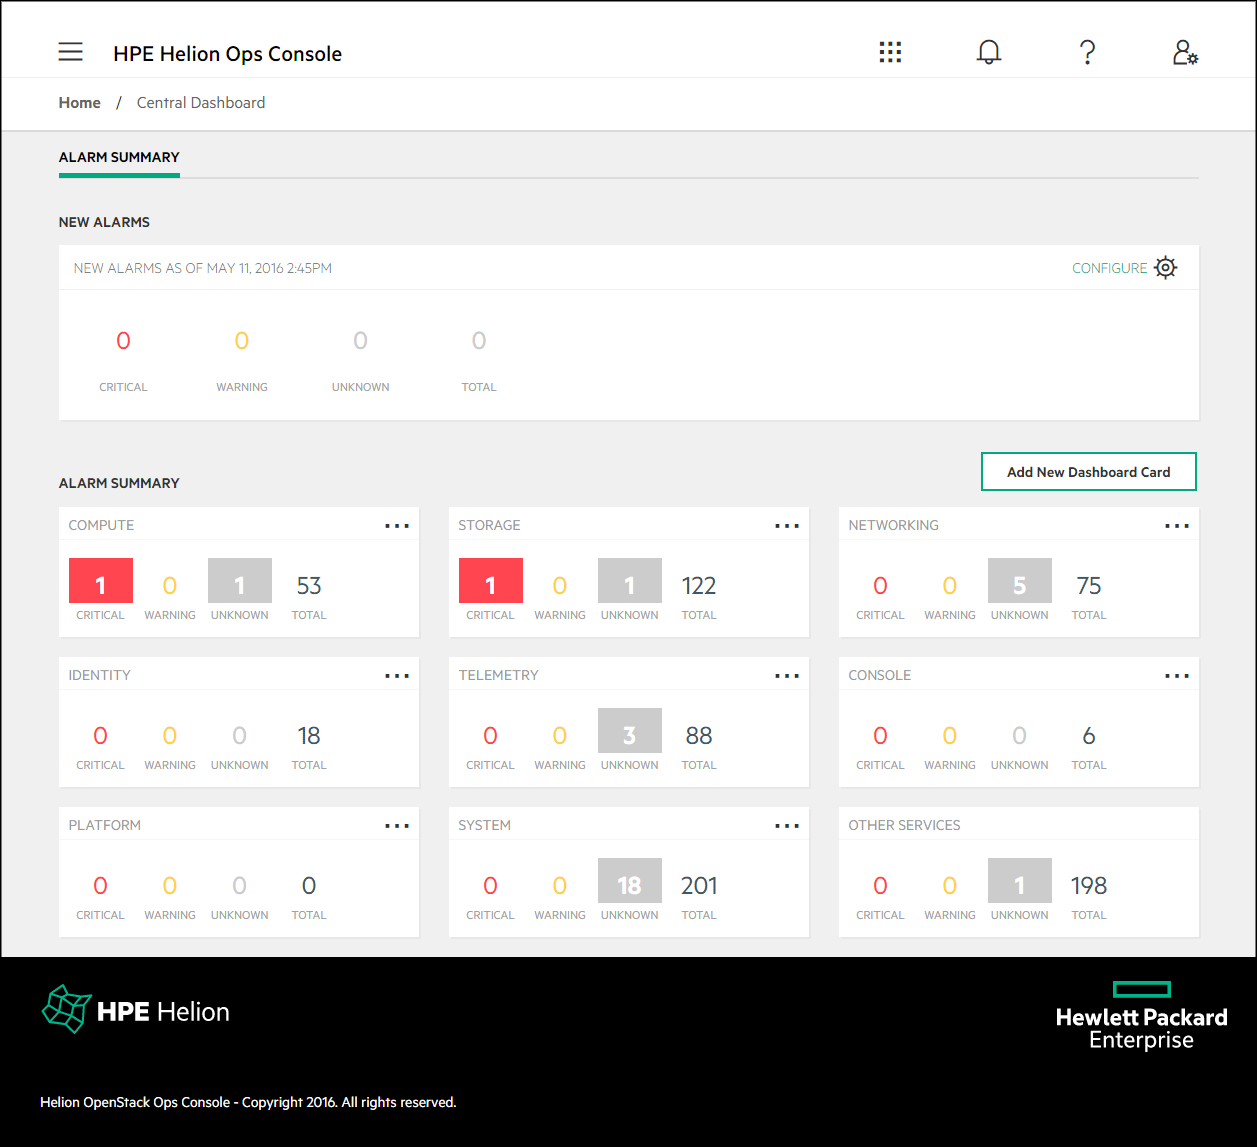 HPE Helion Ops Console
Home / Central Dashboard
ALARM SUMMARY
NEW ALARMS
NEW ALARMS AS OF MAY 11, 2016 2:45PM CONFIGURE
0 0 0 0
CRITICAL WARNING UNKNOWN TOTAL
ALARM SUMMARY
Add New Dashboard Card
COMPUTE
1 0 1 53
CRITICAL WARNING UNKNOWN TOTAL
STORAGE
1 0 1 122
CRITICAL WARNING UNKNOWN TOTAL
NETWORKING
0 0 5 75
CRITICAL WARNING UNKNOWN TOTAL
IDENTITY
0 0 0 18
CRITICAL WARNING UNKNOWN TOTAL
TELEMETRY
0 0 3 88
CRITICAL WARNING UNKNOWN TOTAL
CONSOLE
0 0 0 6
CRITICAL WARNING UNKNOWN TOTAL
PLATFORM
0 0 0 0
CRITICAL WARNING UNKNOWN TOTAL
SYSTEM
0 0 18 201
CRITICAL WARNING UNKNOWN TOTAL
OTHER SERVICES
0 0 1 198
CRITICAL WARNING UNKNOWN TOTAL
HPE Helion
Hewlett Packard
Enterprise
Helion OpenStack Ops Console - Copyright 2016. All rights reserved.